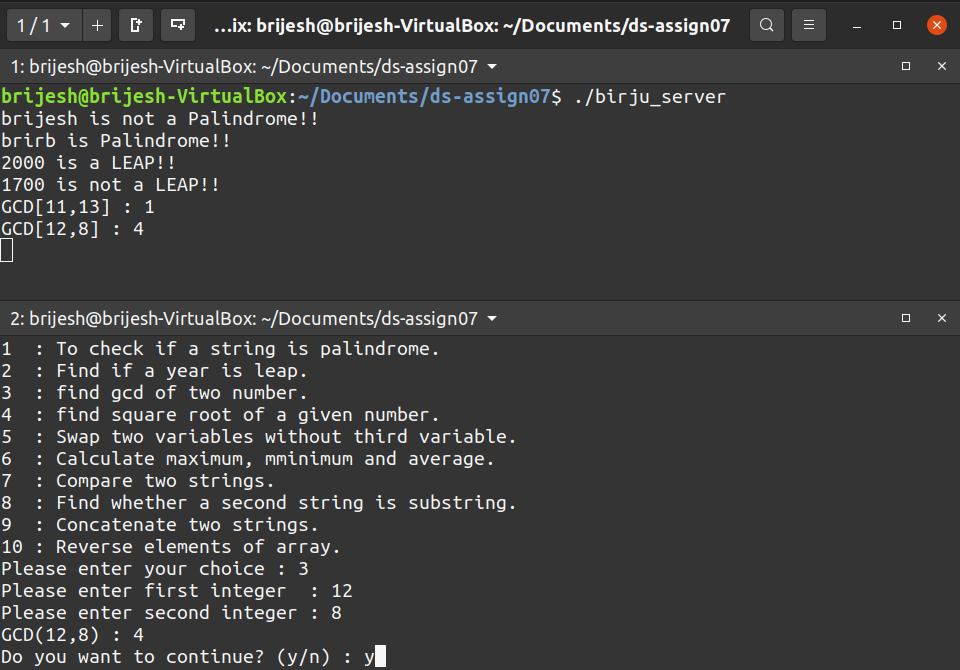 1 / 1
…ix: brijesh@brijesh-VirtualBox: ~/Documents/ds-assign07
1: brijesh@brijesh-VirtualBox: ~/Documents/ds-assign07
brijesh@brijesh-VirtualBox:~/Documents/ds-assign07$ ./birju_server
brijesh is not a Palindrome!!
brirb is Palindrome!!
2000 is a LEAP!!
1700 is not a LEAP!!
GCD[11,13] : 1
GCD[12,8] : 4
2: brijesh@brijesh-VirtualBox: ~/Documents/ds-assign07
1  : To check if a string is palindrome.
2  : Find if a year is leap.
3  : find gcd of two number.
4  : find square root of a given number.
5  : Swap two variables without third variable.
6  : Calculate maximum, mminimum and average.
7  : Compare two strings.
8  : Find whether a second string is substring.
9  : Concatenate two strings.
10 : Reverse elements of array.
Please enter your choice : 3
Please enter first integer  : 12
Please enter second integer : 8
GCD(12,8) : 4
Do you want to continue? (y/n) : y